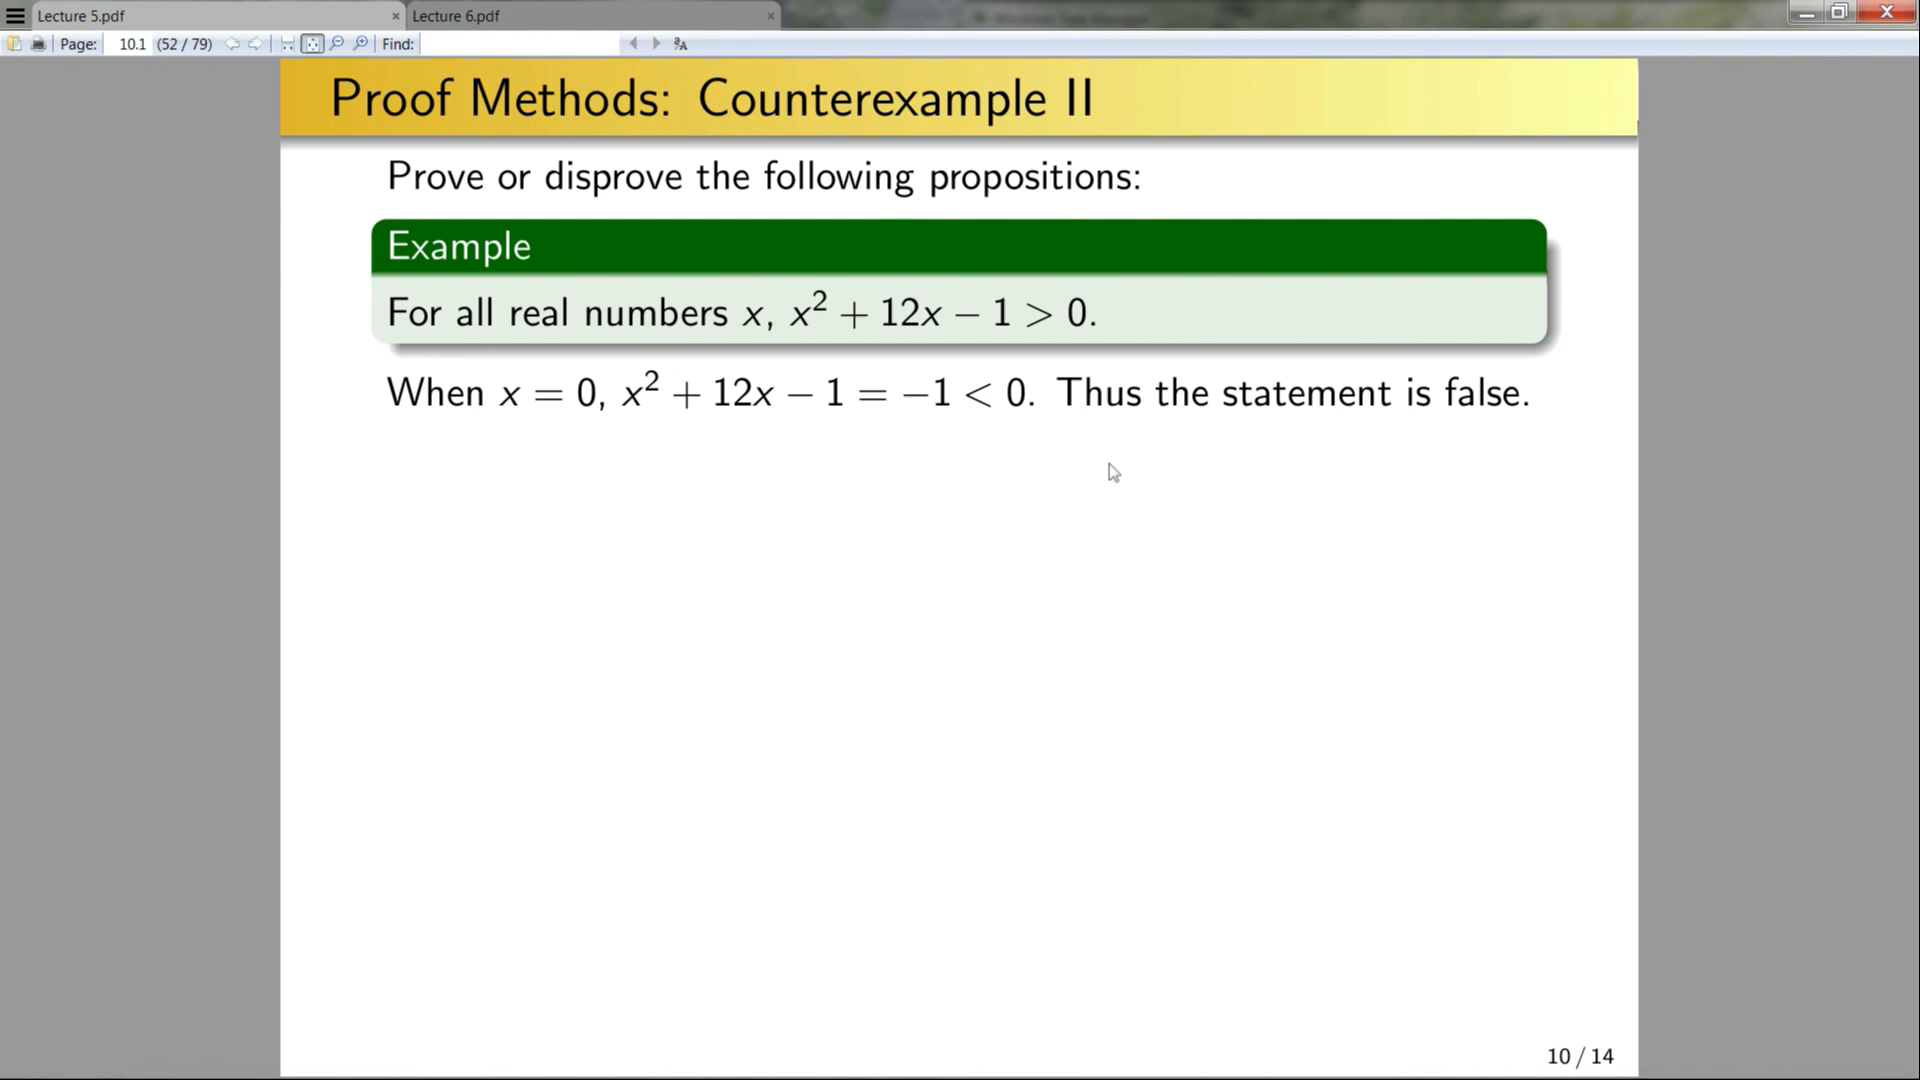 Lecture 5.pdf × Lecture 6.pdf ×
Page: 10.1 (52 / 79) Find:
Proof Methods: Counterexample II
Prove or disprove the following propositions:
Example
For all real numbers x, x² + 12x − 1 > 0.
When x = 0, x² + 12x − 1 = −1 < 0. Thus the statement is false.
10 / 14